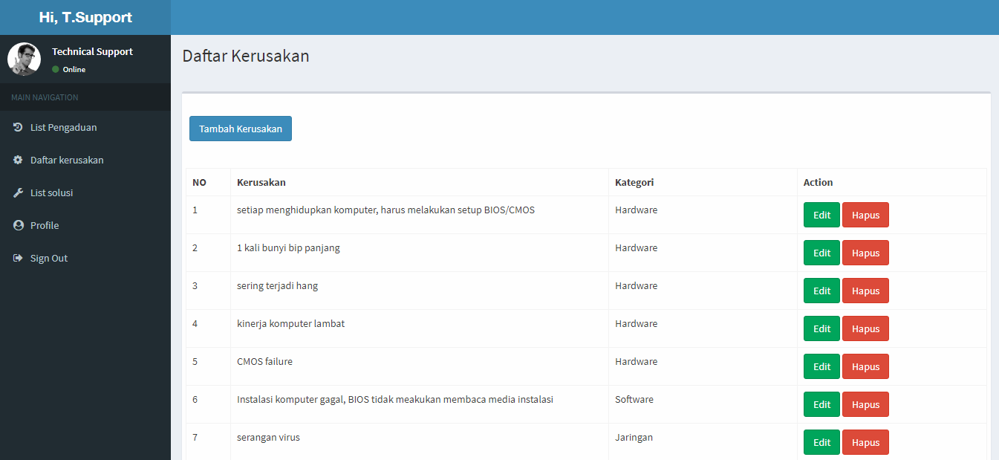 Hi, T.Support
Technical Support
Online
MAIN NAVIGATION
List Pengaduan
Daftar kerusakan
List solusi
Profile
Sign Out
Daftar Kerusakan
Tambah Kerusakan
NO Kerusakan Kategori Action
1 setiap menghidupkan komputer, harus melakukan setup BIOS/CMOS Hardware Edit Hapus
2 1 kali bunyi bip panjang Hardware Edit Hapus
3 sering terjadi hang Hardware Edit Hapus
4 kinerja komputer lambat Hardware Edit Hapus
5 CMOS failure Hardware Edit Hapus
6 Instalasi komputer gagal, BIOS tidak meakukan membaca media instalasi Software Edit Hapus
7 serangan virus Jaringan Edit Hapus